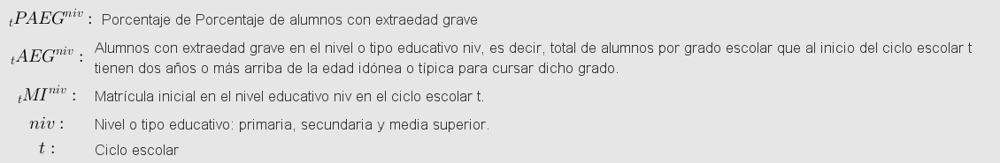 tPAEG^niv : Porcentaje de Porcentaje de alumnos con extraedad grave
tAEG^niv : Alumnos con extraedad grave en el nivel o tipo educativo niv, es decir, total de alumnos por grado escolar que al inicio del ciclo escolar t
tienen dos años o más arriba de la edad idónea o típica para cursar dicho grado.
tMI^niv : Matrícula inicial en el nivel educativo niv en el ciclo escolar t.
niv : Nivel o tipo educativo: primaria, secundaria y media superior.
t : Ciclo escolar